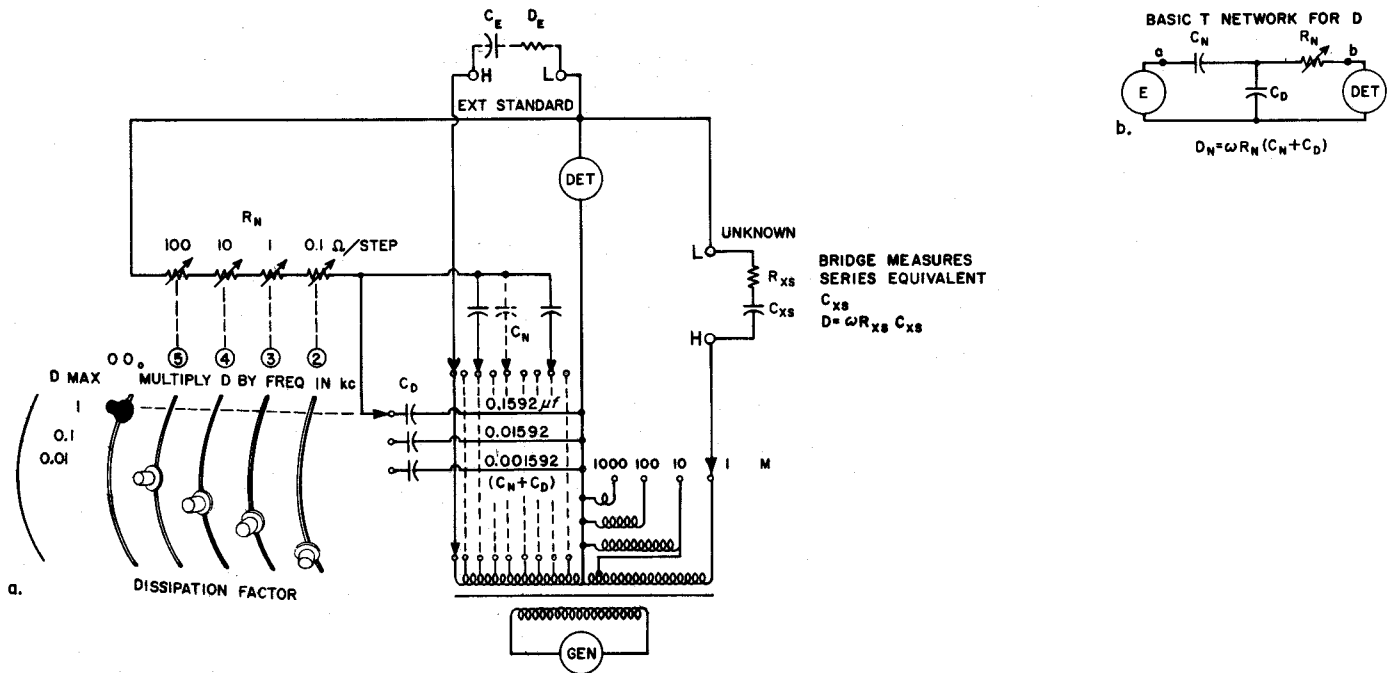 C_E D_E
H L
EXT STANDARD
DET
R_N
100 10 1 0.1 Ω/STEP
C_N
UNKNOWN
L
R_XS
C_XS
H
BRIDGE MEASURES
SERIES EQUIVALENT
C_XS
D=ωR_XS C_XS
0 0.
5 4 3 2
D MAX MULTIPLY D BY FREQ IN kc
1
0.1
0.01
C_D
0.1592 μf
0.01592
0.001592
(C_N+C_D)
1000 100 10 1 M
DISSIPATION FACTOR
a.
GEN
BASIC T NETWORK FOR D
C_N R_N
a b
E
C_D
DET
b.
D_N=ωR_N(C_N+C_D)